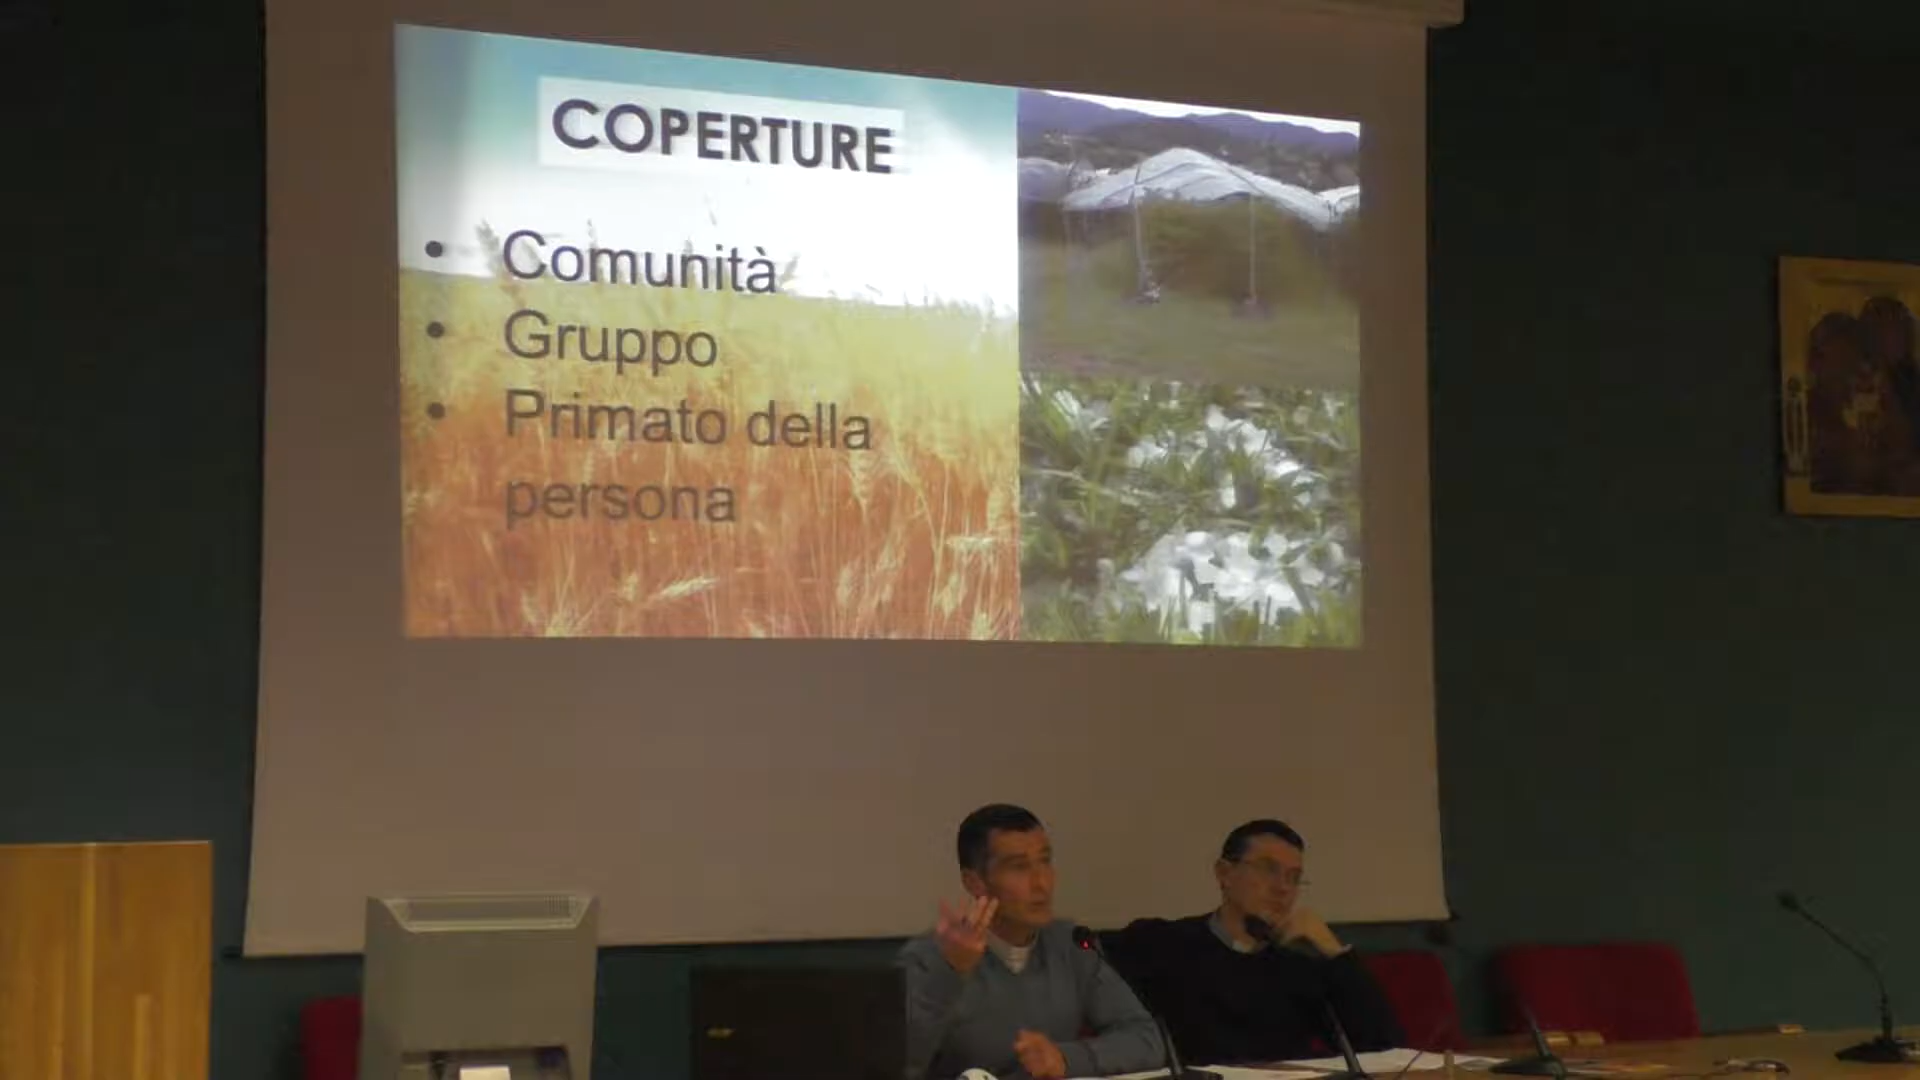 COPERTURE
• Comunità
• Gruppo
• Primato della
persona